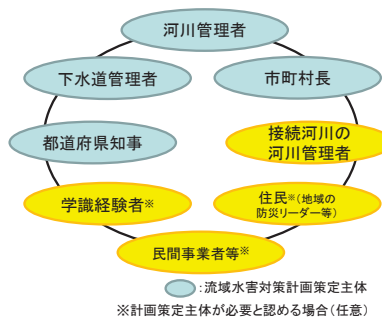 河川管理者
下水道管理者
市町村長
都道府県知事
接続河川の
河川管理者
学識経験者※
住民※(地域の
防災リーダー等)
民間事業者等※
:流域水害対策計画策定主体
※計画策定主体が必要と認める場合(任意)